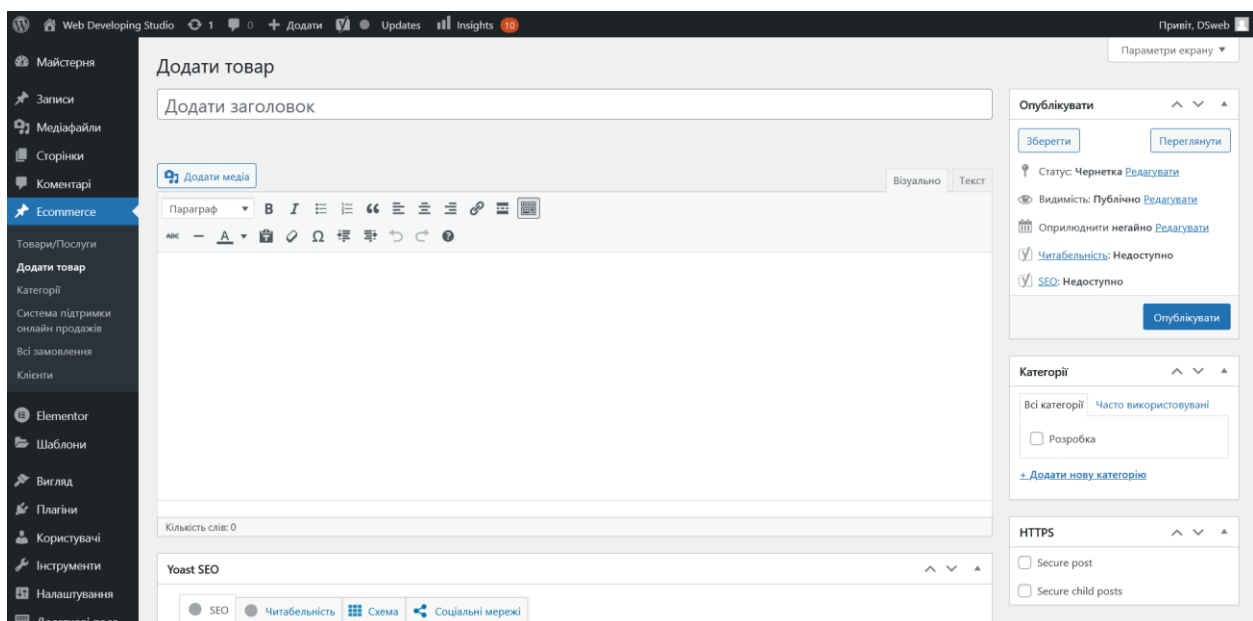 Web Developing Studio 1 0 Додати Updates Insights 10 Привіт, DSweb
Параметри екрану
Майстерня
Записи
Медіафайли
Сторінки
Коментарі
Ecommerce
Товари/Послуги
Додати товар
Категорії
Система підтримки
онлайн продажів
Всі замовлення
Клієнти
Elementor
Шаблони
Вигляд
Плагіни
Користувачі
Інструменти
Налаштування
Додати товар
Додати заголовок
Додати медіа
Візуально Текст
Параграф B I
ABC A Ω
Кількість слів: 0
Yoast SEO
SEO Читабельність Схема Соціальні мережі
Опублікувати
Зберегти Переглянути
Статус: Чернетка Редагувати
Видимість: Публічно Редагувати
Оприлюднити негайно Редагувати
Читабельність: Недоступно
SEO: Недоступно
Опублікувати
Категорії
Всі категорії Часто використовувані
Розробка
+ Додати нову категорію
HTTPS
Secure post
Secure child posts